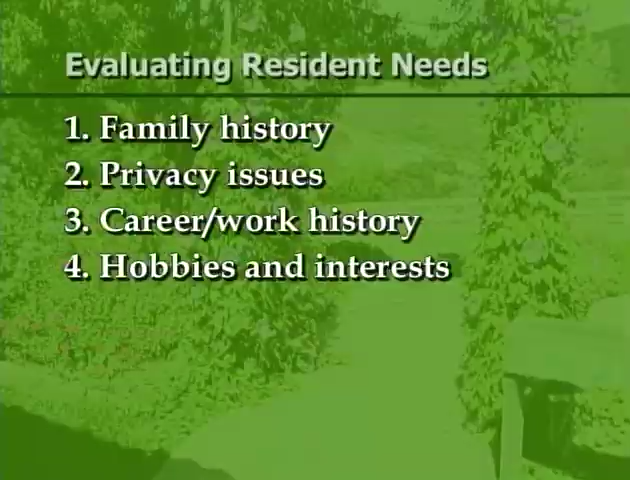 Evaluating Resident Needs
1. Family history
2. Privacy issues
3. Career/work history
4. Hobbies and interests